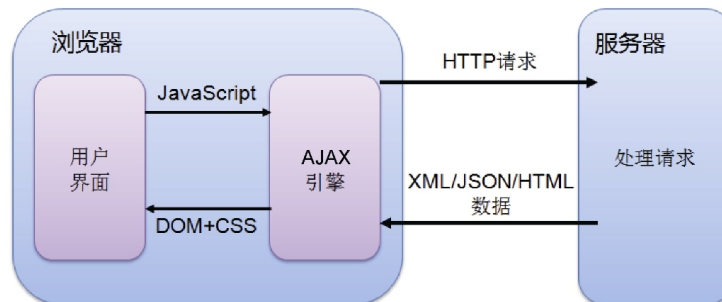 浏览器
服务器
HTTP请求
JavaScript
用户
界面
AJAX
引擎
处理请求
XML/JSON/HTML
数据
DOM+CSS